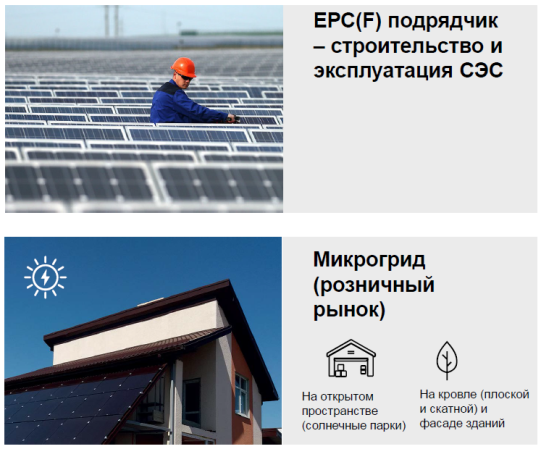 EPC(F) подрядчик
– строительство и
эксплуатация СЭС
Микрогрид
(розничный
рынок)
На открытом
пространстве
(солнечные парки)
На кровле (плоской
и скатной) и
фасаде зданий